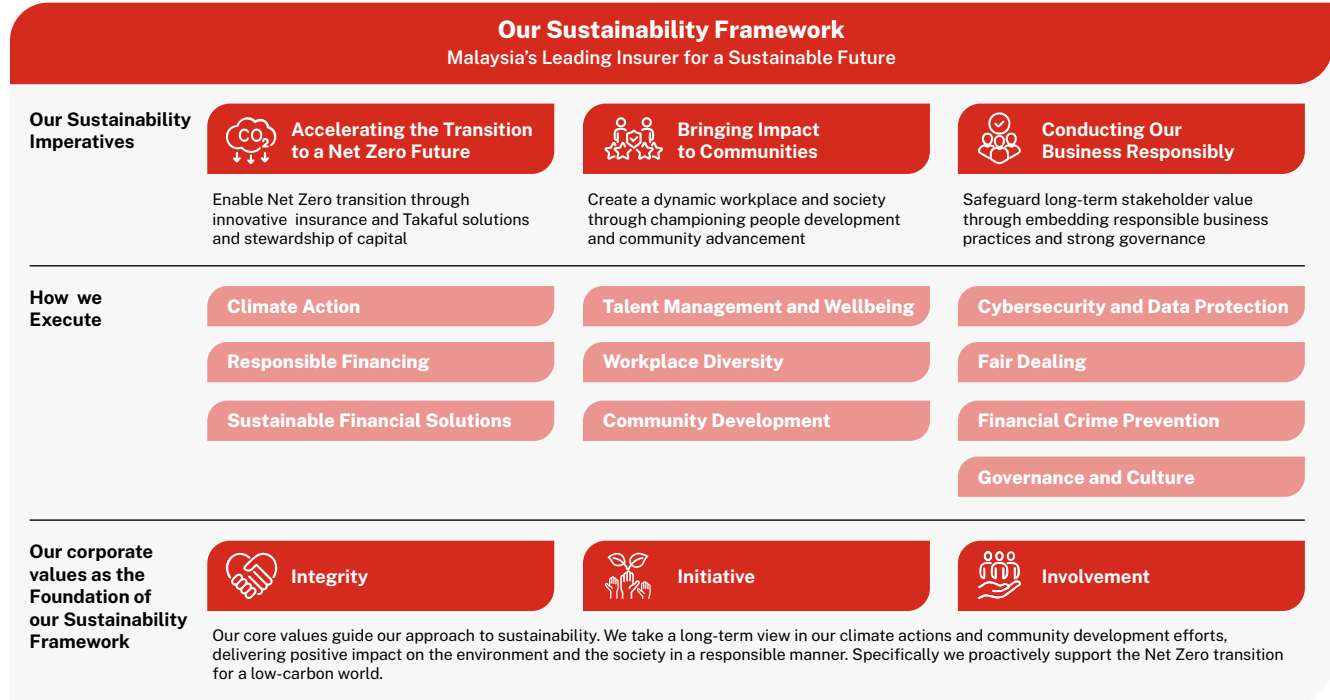 Our Sustainability Framework
Malaysia's Leading Insurer for a Sustainable Future
Our Sustainability
Imperatives
CO₂
Accelerating the Transition
to a Net Zero Future
Enable Net Zero transition through
innovative insurance and Takaful solutions
and stewardship of capital
Bringing Impact
to Communities
Create a dynamic workplace and society
through championing people development
and community advancement
Conducting Our
Business Responsibly
Safeguard long-term stakeholder value
through embedding responsible business
practices and strong governance
How we
Execute
Climate Action
Responsible Financing
Sustainable Financial Solutions
Talent Management and Wellbeing
Workplace Diversity
Community Development
Cybersecurity and Data Protection
Fair Dealing
Financial Crime Prevention
Governance and Culture
Our corporate
values as the
Foundation of
our Sustainability
Framework
Integrity
Initiative
Involvement
Our core values guide our approach to sustainability. We take a long-term view in our climate actions and community development efforts,
delivering positive impact on the environment and the society in a responsible manner. Specifically we proactively support the Net Zero transition
for a low-carbon world.